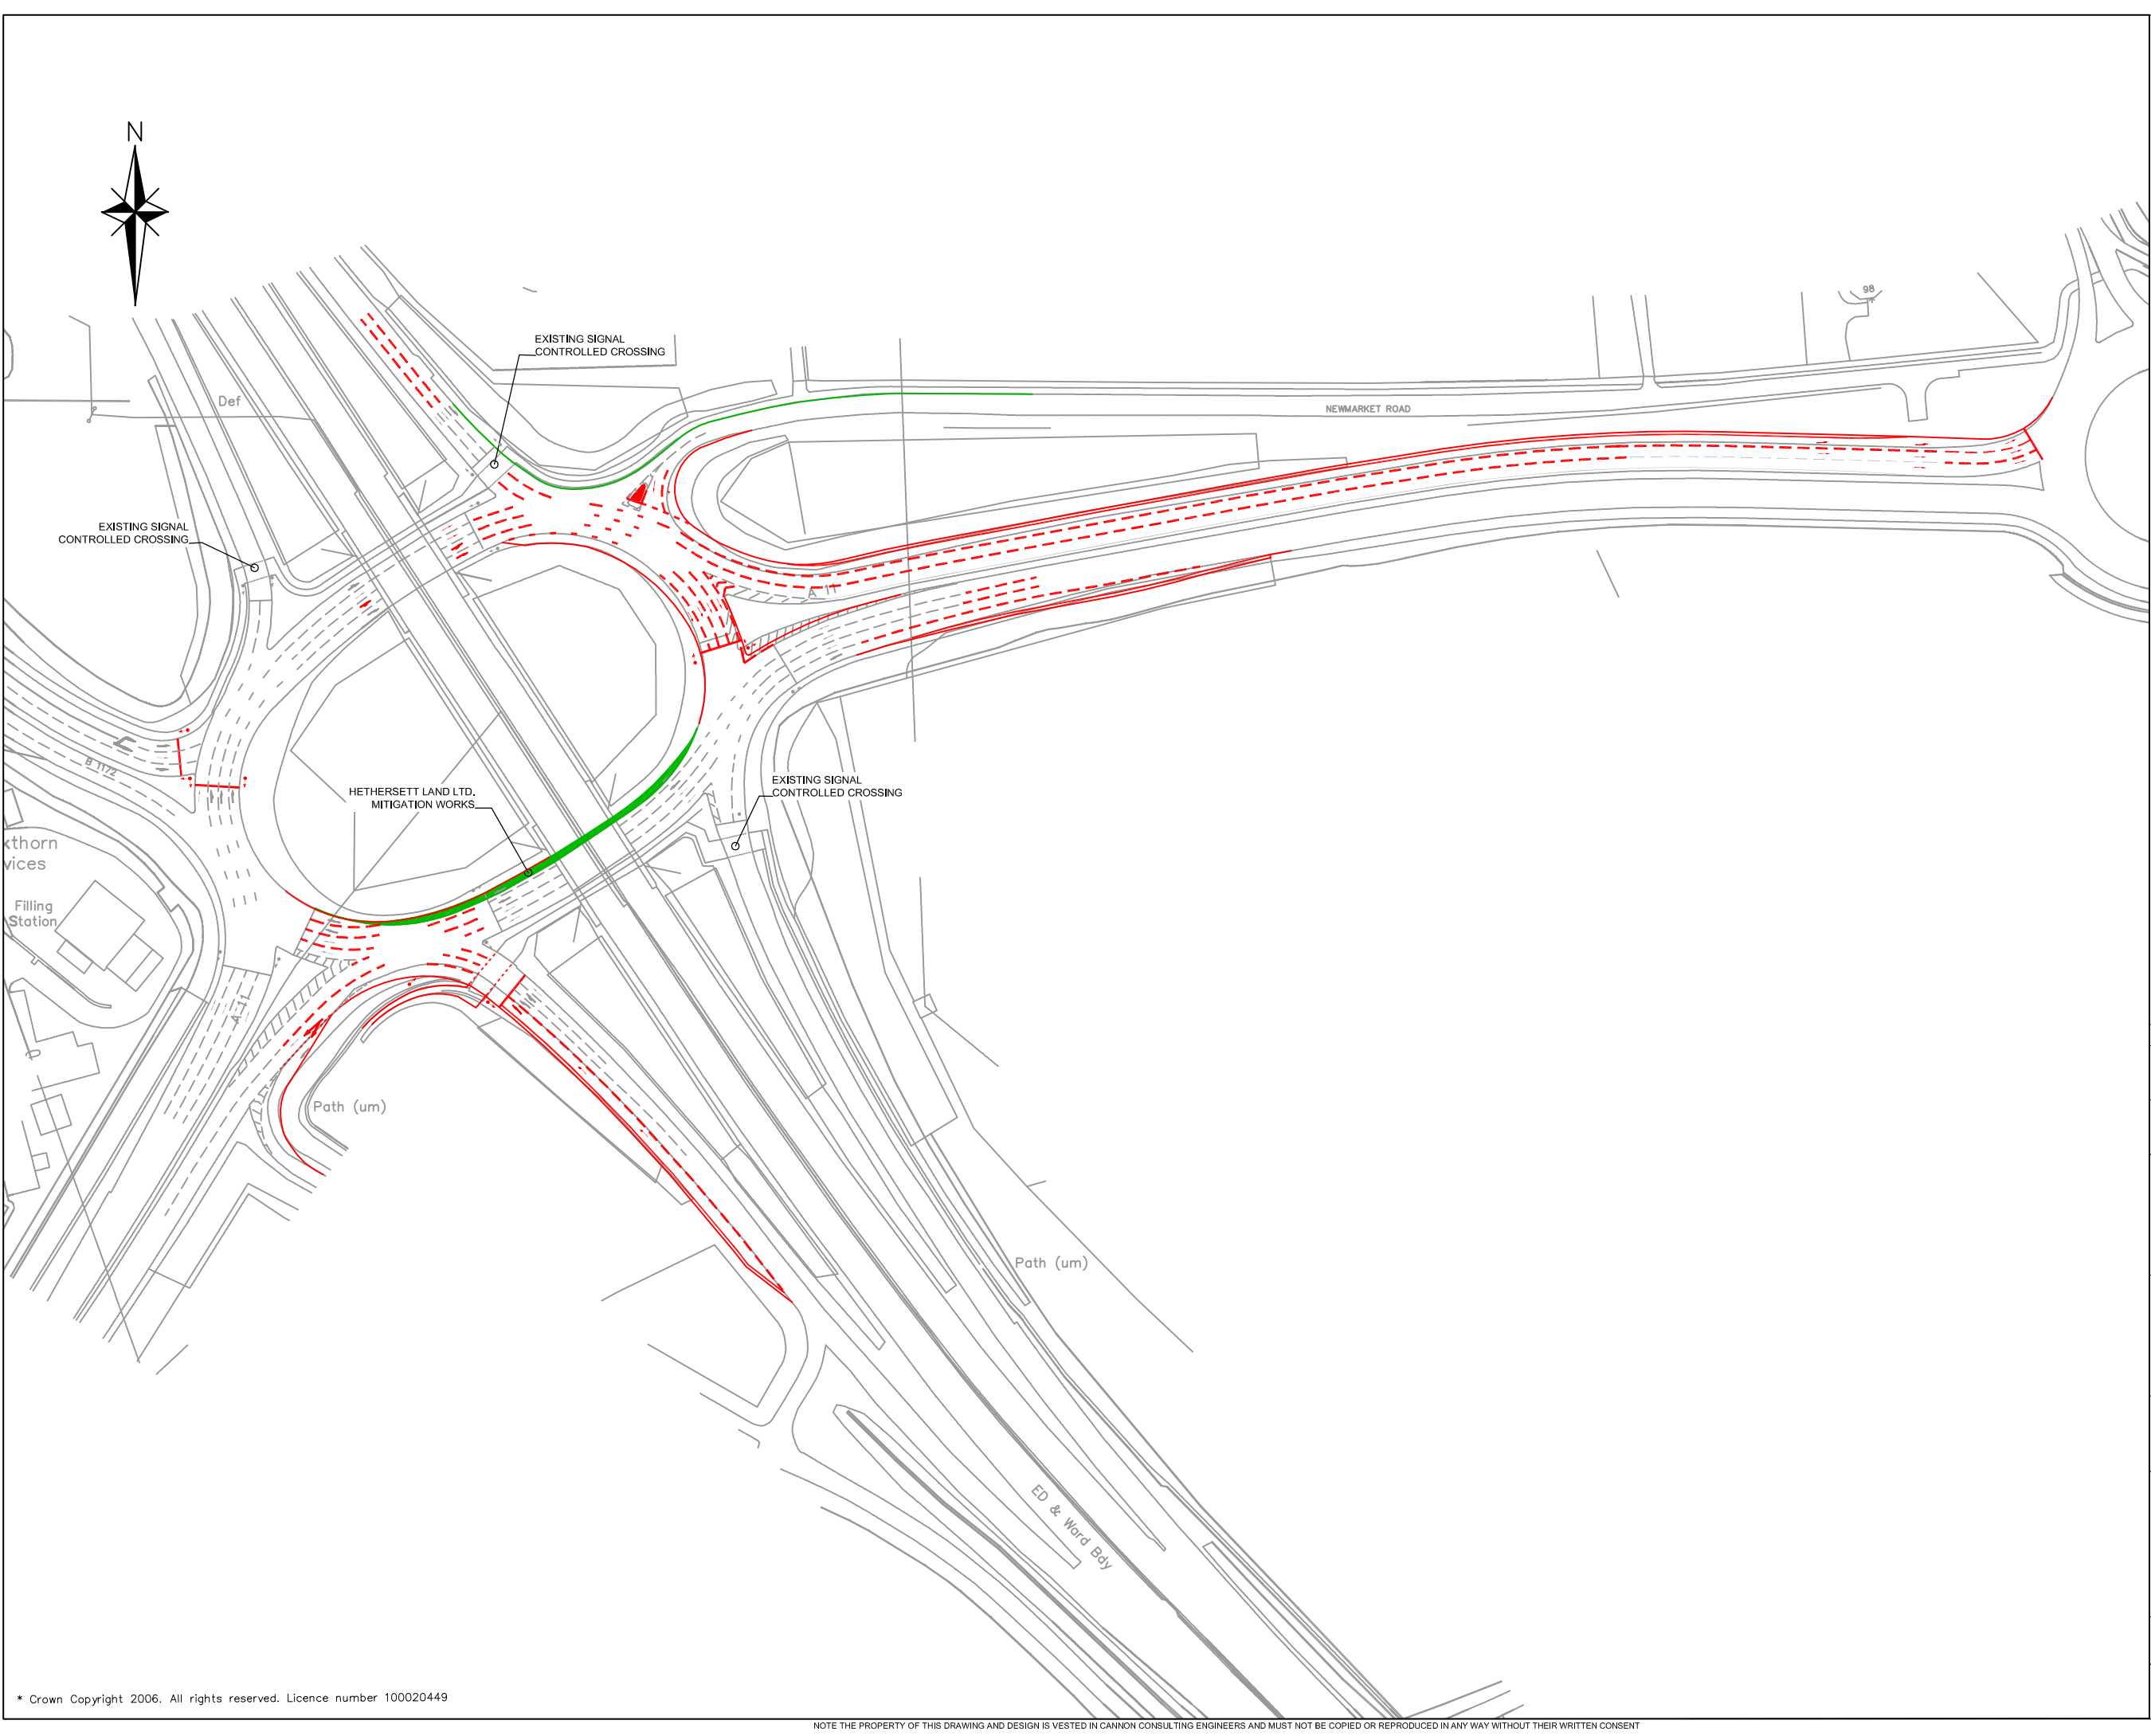 N
EXISTING SIGNAL
CONTROLLED CROSSING
98
Def
NEWMARKET ROAD
EXISTING SIGNAL
CONTROLLED CROSSING
A 11
B 1172
EXISTING SIGNAL
CONTROLLED CROSSING
HETHERSETT LAND LTD.
MITIGATION WORKS
kthorn
vices
Filling
Station
A 11
Path (um)
Path (um)
ED & Ward Bdy
* Crown Copyright 2006. All rights reserved. Licence number 100020449
NOTE THE PROPERTY OF THIS DRAWING AND DESIGN IS VESTED IN CANNON CONSULTING ENGINEERS AND MUST NOT BE COPIED OR REPRODUCED IN ANY WAY WITHOUT THEIR WRITTEN CONSENT